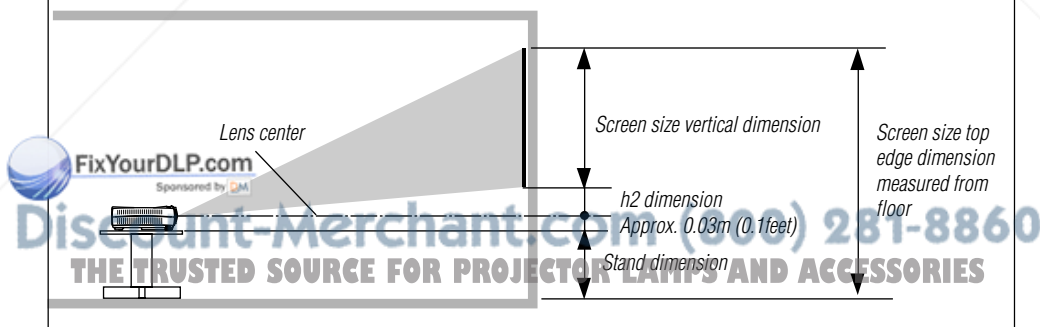 Lens center
Screen size vertical dimension
Screen size top
edge dimension
measured from
floor
h2 dimension
Approx. 0.03m (0.1feet)
Stand dimension
FixYourDLP.com
Sponsored by DM
Discount-Merchant.com (800) 281-8860
THE TRUSTED SOURCE FOR PROJECTOR LAMPS AND ACCESSORIES